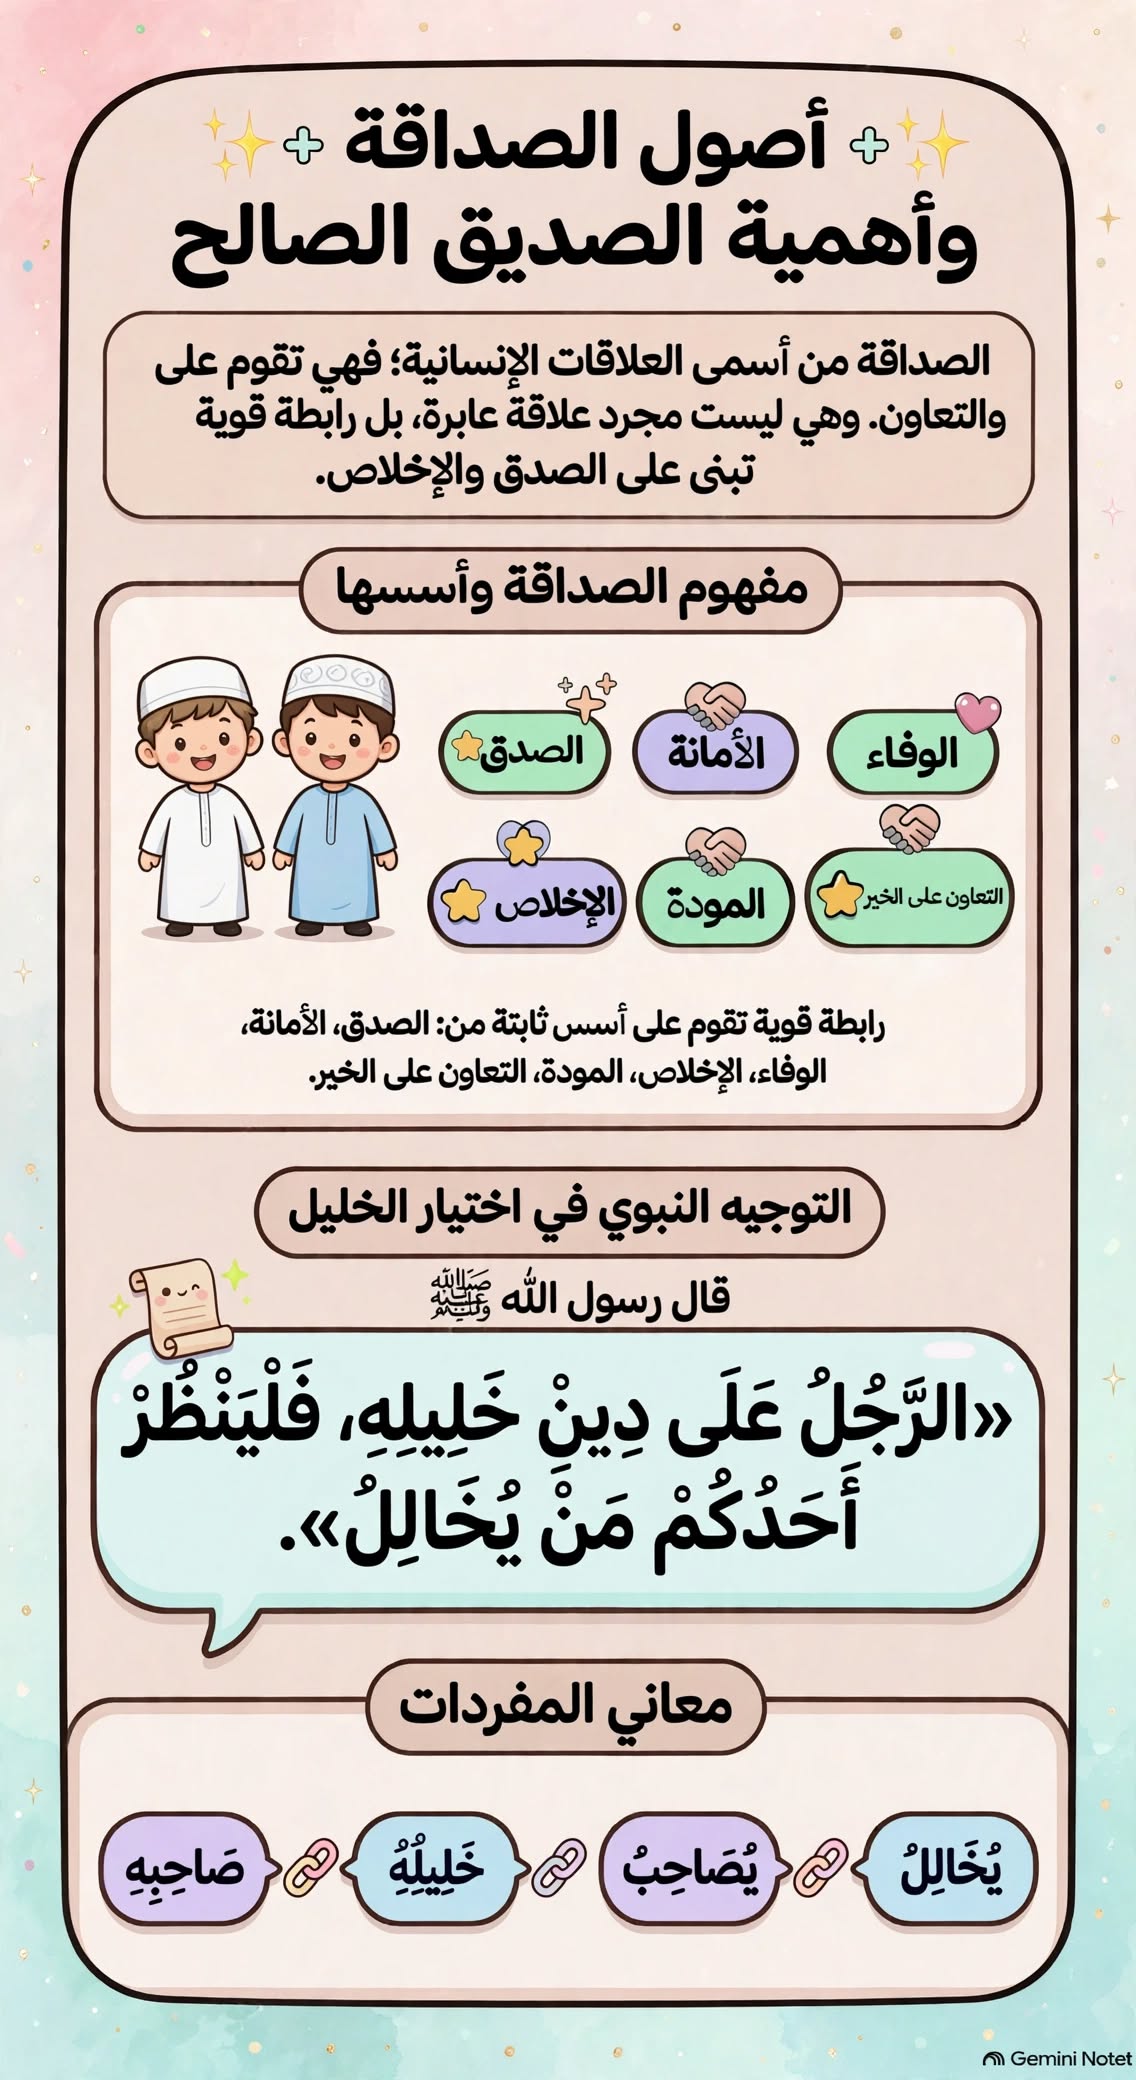 أصول الصداقة
وأهمية الصديق الصالح
الصداقة من أسمى العلاقات الإنسانية؛ فهي تقوم على
والتعاون. وهي ليست مجرد علاقة عابرة، بل رابطة قوية
تبنى على الصدق والإخلاص.
مفهوم الصداقة وأسسها
الوفاء
الأمانة
الصدق
التعاون على الخير
المودة
الإخلاص
رابطة قوية تقوم على أسس ثابتة من: الصدق، الأمانة،
الوفاء، الإخلاص، المودة، التعاون على الخير.
التوجيه النبوي في اختيار الخليل
قال رسول الله ﷺ
«الرَّجُلُ عَلَى دِينِ خَلِيلِهِ، فَلْيَنْظُرْ
أَحَدُكُمْ مَنْ يُخَالِلُ».
معاني المفردات
يُخَالِلُ
يُصَاحِبُ
خَلِيلُهُ
صَاحِبِهِ
Gemini Notet